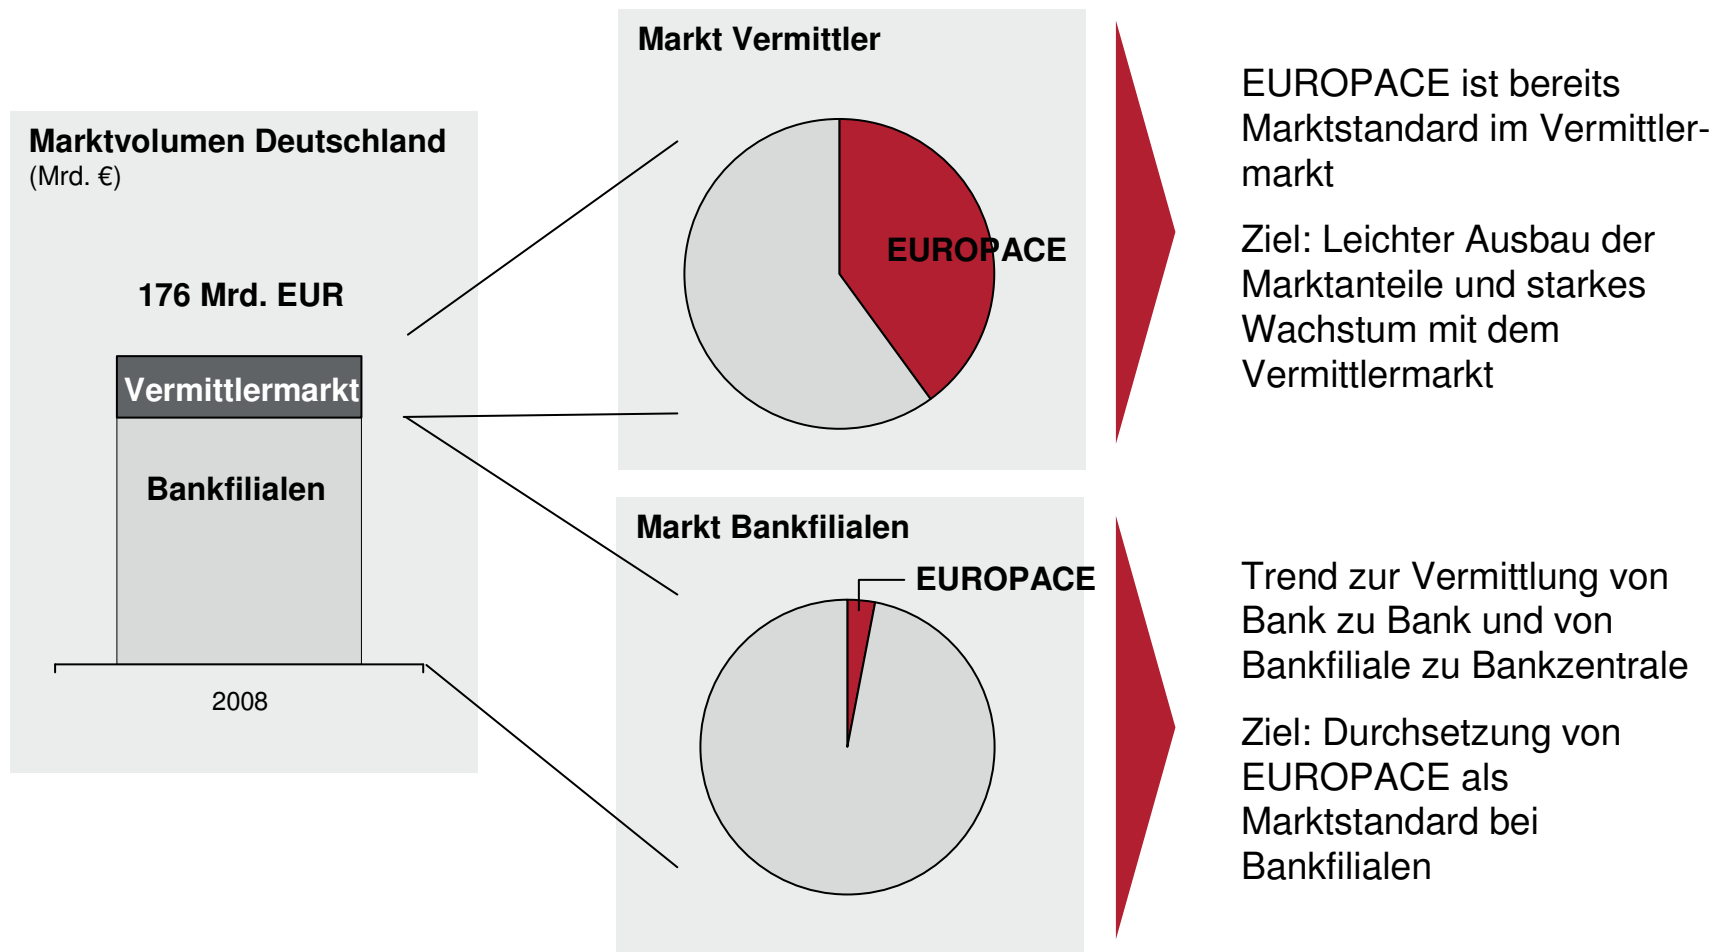 Marktvolumen Deutschland
(Mrd. €)
176 Mrd. EUR
Vermittlermarkt
Bankfilialen
2008
Markt Vermittler
EUROPACE
Markt Bankfilialen
EUROPACE
EUROPACE ist bereits
Marktstandard im Vermittler-
markt
Ziel: Leichter Ausbau der
Marktanteile und starkes
Wachstum mit dem
Vermittlermarkt
Trend zur Vermittlung von
Bank zu Bank und von
Bankfiliale zu Bankzentrale
Ziel: Durchsetzung von
EUROPACE als
Marktstandard bei
Bankfilialen